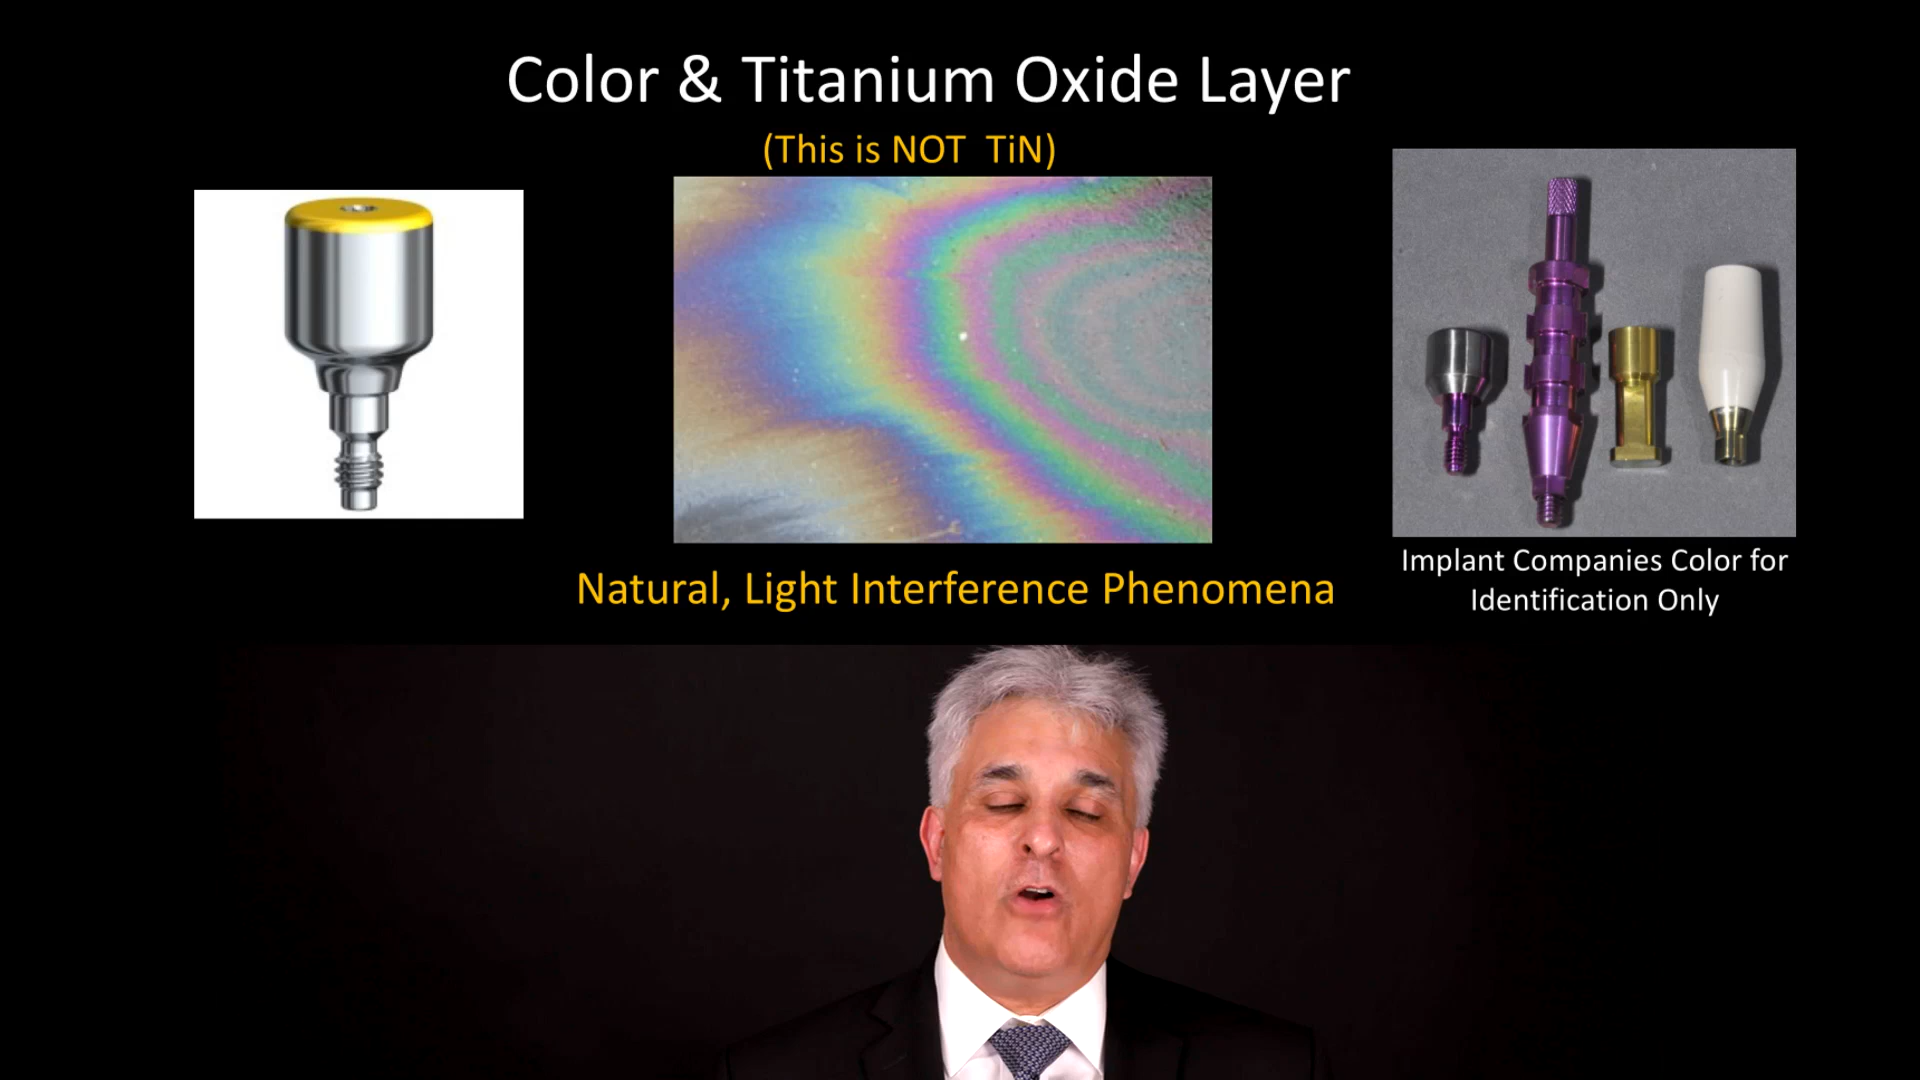 Color & Titanium Oxide Layer
(This is NOT TiN)
Natural, Light Interference Phenomena
Implant Companies Color for
Identification Only